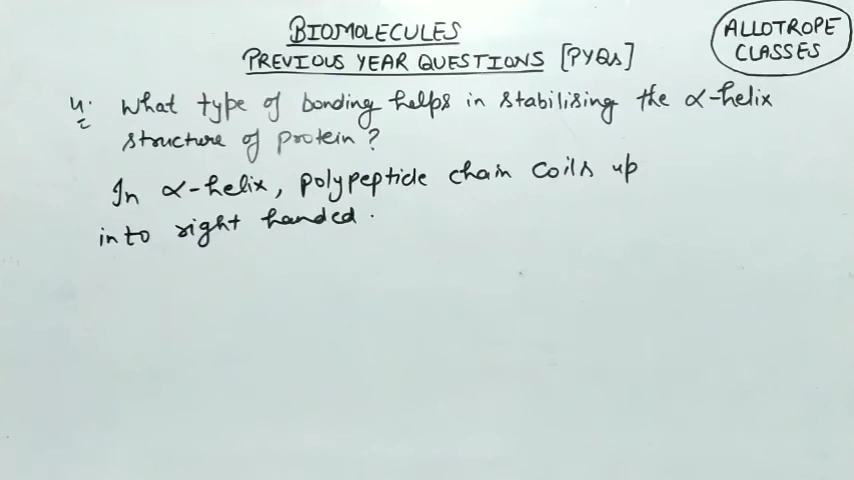 BIOMOLECULES
PREVIOUS YEAR QUESTIONS [PYQs]
ALLOTROPE
CLASSES
4. What type of bonding helps in stabilising the α-helix
structure of protein?
In α-helix, polypeptide chain coils up
into right handed.